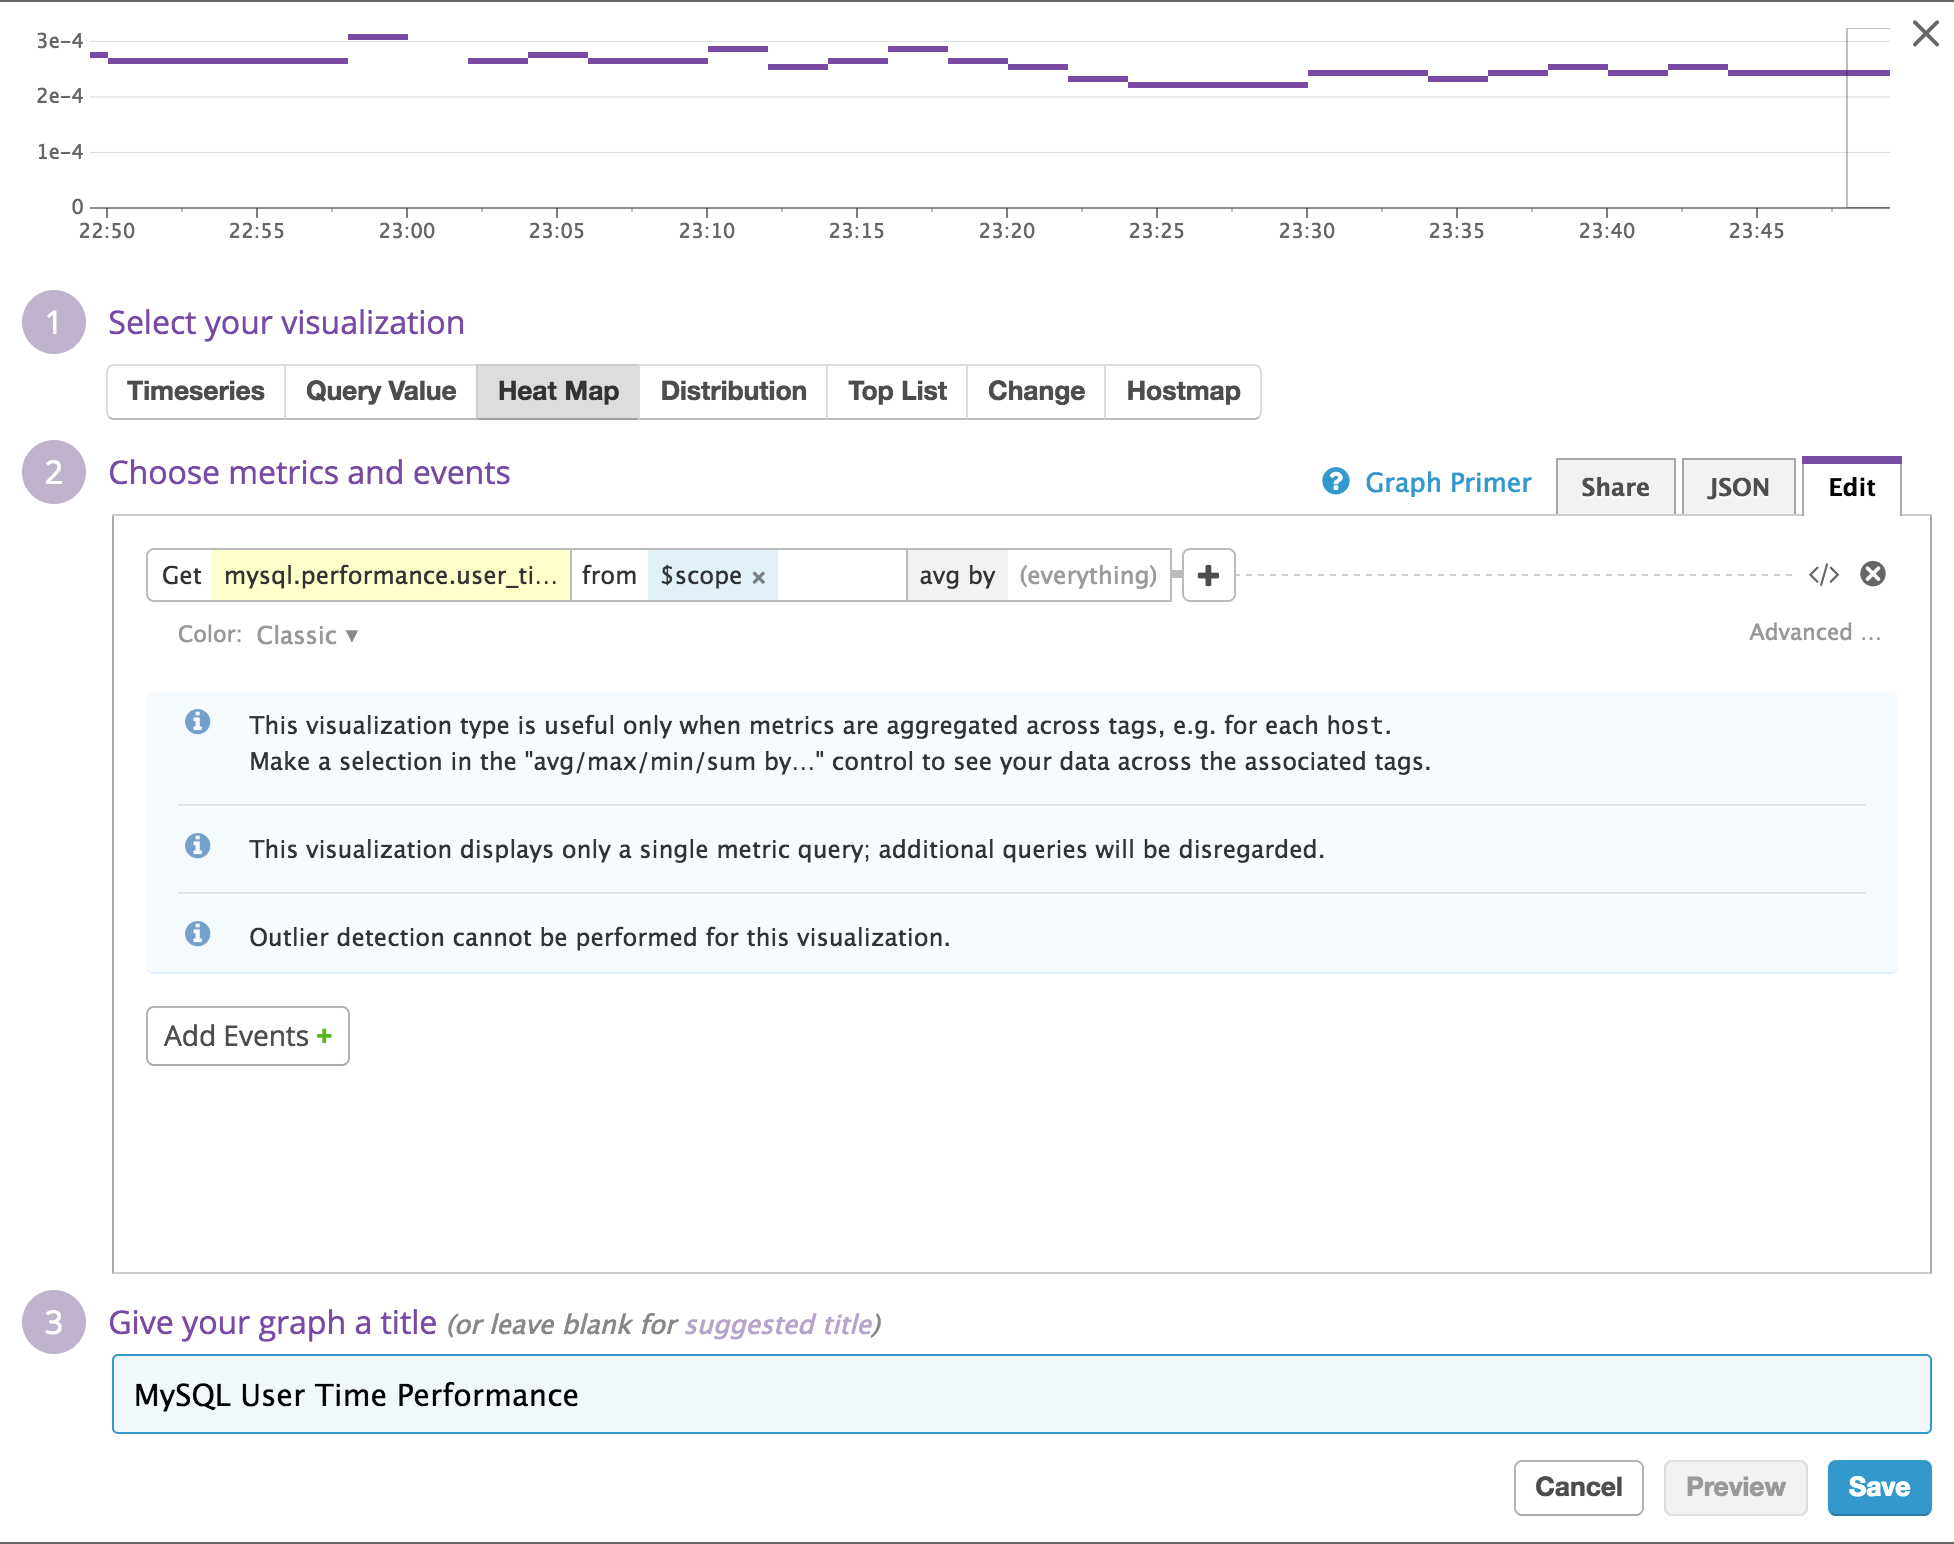 3e-4
2e-4
1e-4
0
22:50 22:55 23:00 23:05 23:10 23:15 23:20 23:25 23:30 23:35 23:40 23:45
1 Select your visualization
Timeseries Query Value Heat Map Distribution Top List Change Hostmap
2 Choose metrics and events
? Graph Primer Share JSON Edit
Get mysql.performance.user_ti... from $scope × avg by (everything) + </>
Color: Classic ▼ Advanced ...
This visualization type is useful only when metrics are aggregated across tags, e.g. for each host.
Make a selection in the "avg/max/min/sum by..." control to see your data across the associated tags.
This visualization displays only a single metric query; additional queries will be disregarded.
Outlier detection cannot be performed for this visualization.
Add Events +
3 Give your graph a title (or leave blank for suggested title)
MySQL User Time Performance
Cancel Preview Save